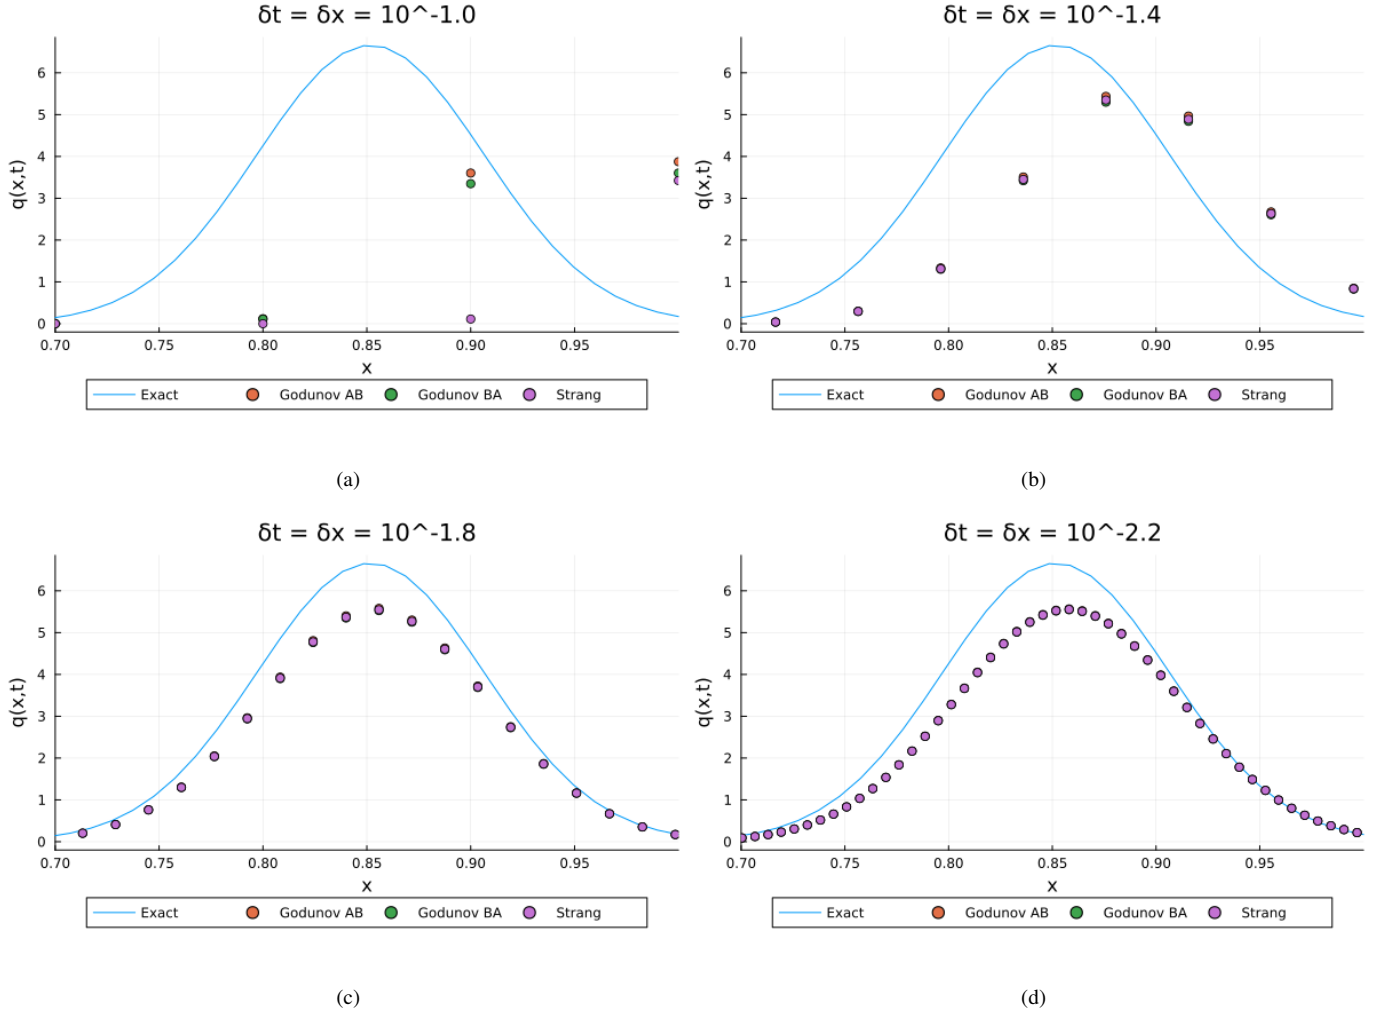 δt = δx = 10^-1.0
q(x,t)
6
5
4
3
2
1
0
0.70 0.75 0.80 0.85 0.90 0.95
x
Exact Godunov AB Godunov BA Strang
(a)
δt = δx = 10^-1.4
q(x,t)
6
5
4
3
2
1
0
0.70 0.75 0.80 0.85 0.90 0.95
x
Exact Godunov AB Godunov BA Strang
(b)
δt = δx = 10^-1.8
q(x,t)
6
5
4
3
2
1
0
0.70 0.75 0.80 0.85 0.90 0.95
x
Exact Godunov AB Godunov BA Strang
(c)
δt = δx = 10^-2.2
q(x,t)
6
5
4
3
2
1
0
0.70 0.75 0.80 0.85 0.90 0.95
x
Exact Godunov AB Godunov BA Strang
(d)